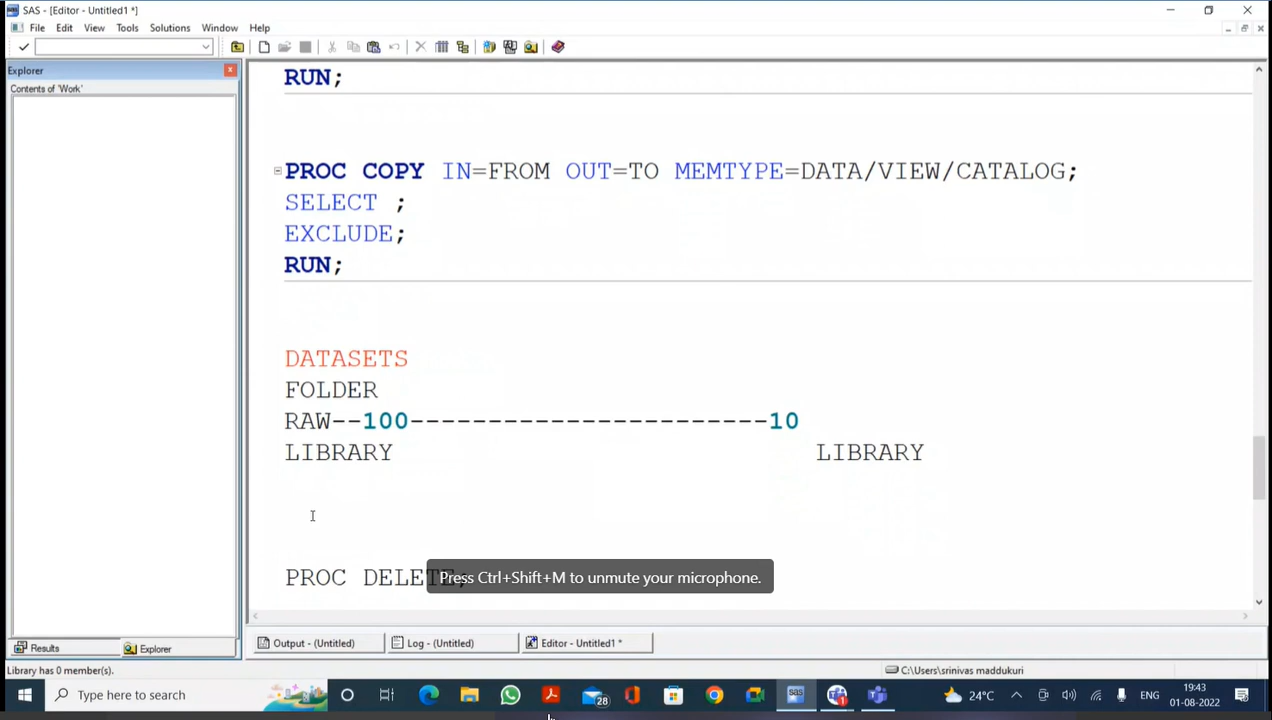 SAS - [Editor - Untitled1 *]
File Edit View Tools Solutions Window Help
Explorer
Contents of 'Work'
RUN;
PROC COPY IN=FROM OUT=TO MEMTYPE=DATA/VIEW/CATALOG;
SELECT ;
EXCLUDE;
RUN;
DATASETS
FOLDER
RAW--100-----------------------10
LIBRARY LIBRARY
PROC DELETE;
Press Ctrl+Shift+M to unmute your microphone.
Results Explorer Output - (Untitled) Log - (Untitled) Editor - Untitled1 *
Library has 0 member(s). C:\Users\srinivas maddukuri
Type here to search 28 sas 1 24°C ENG 19:43
01-08-2022